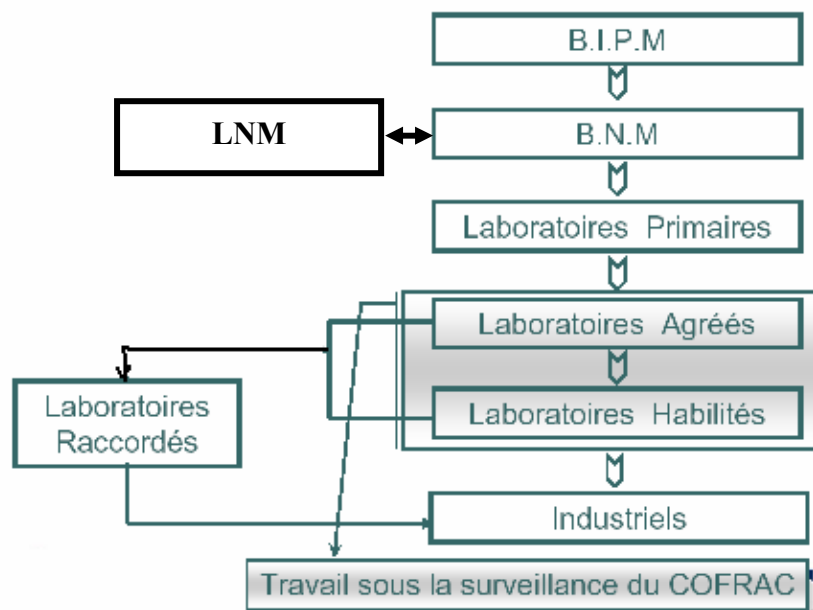 B.I.P.M
LNM
B.N.M
Laboratoires Primaires
Laboratoires Agréés
Laboratoires
Raccordés
Laboratoires Habilités
Industriels
Travail sous la surveillance du COFRAC